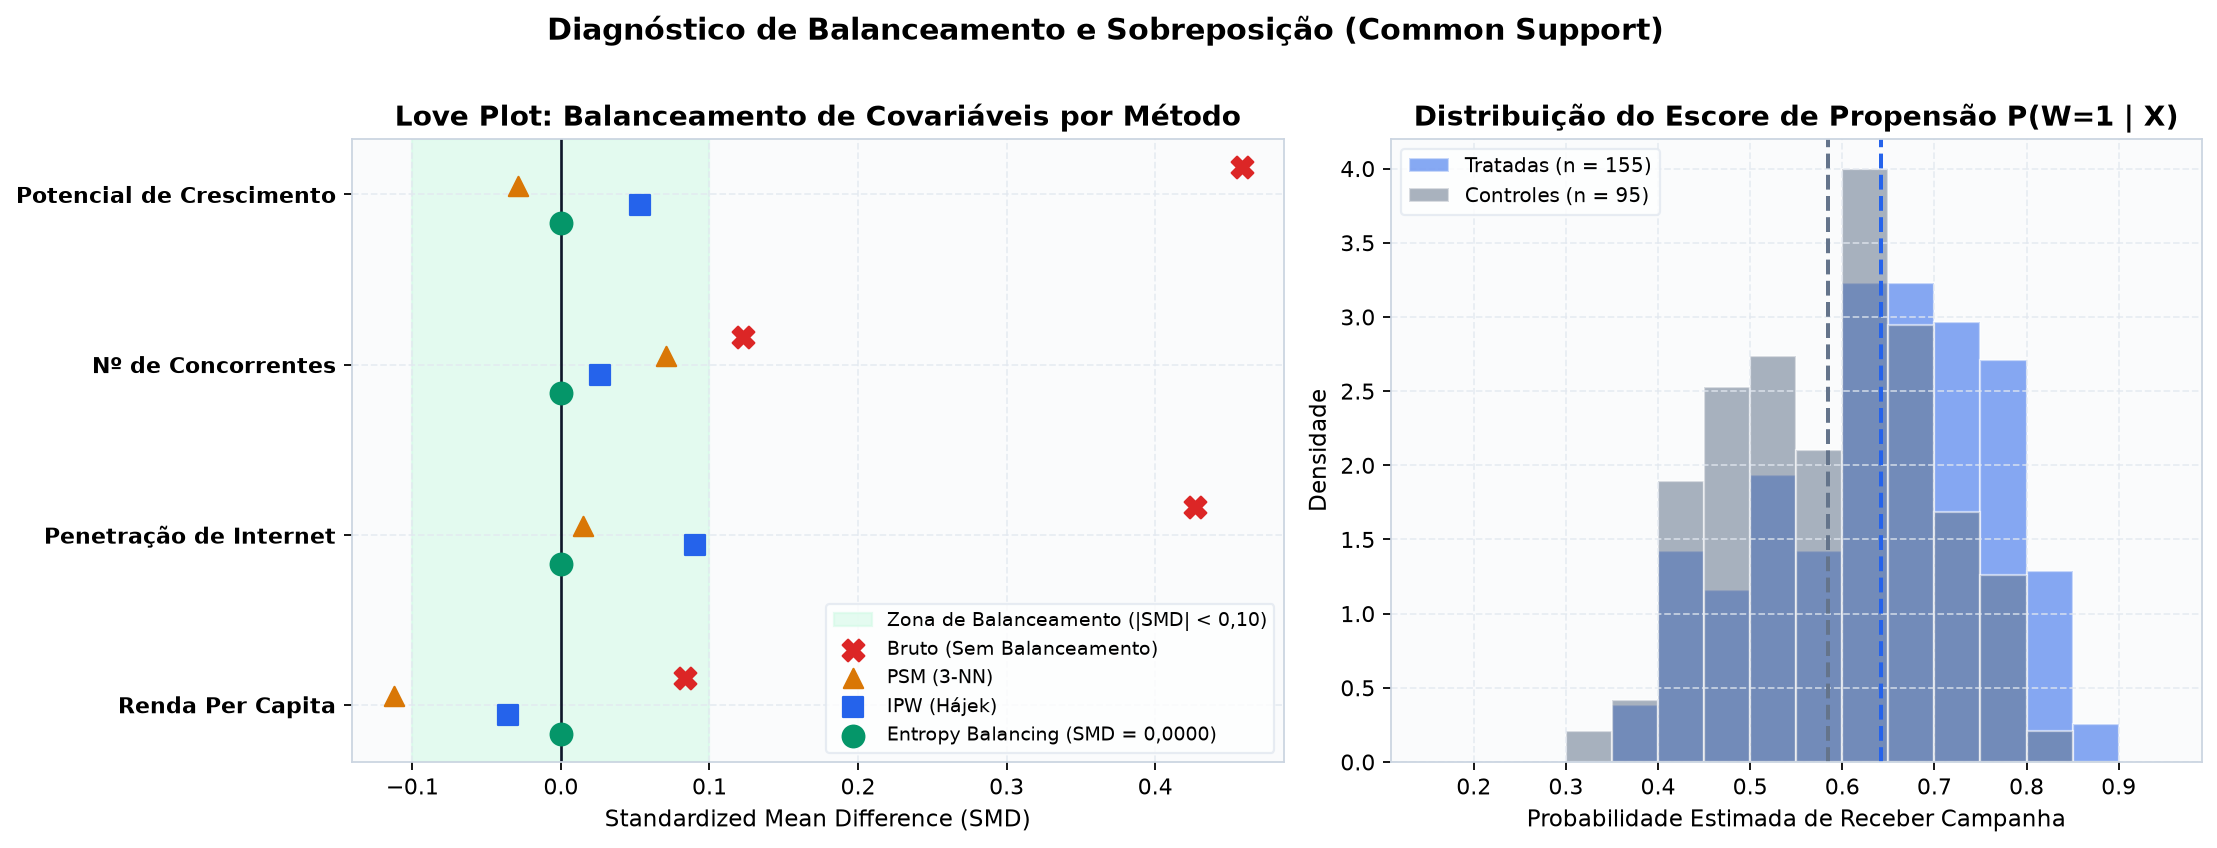 Diagnóstico de Balanceamento e Sobreposição (Common Support)
Love Plot: Balanceamento de Covariáveis por Método
Potencial de Crescimento
Nº de Concorrentes
Penetração de Internet
Renda Per Capita
Zona de Balanceamento (|SMD| < 0,10)
Bruto (Sem Balanceamento)
PSM (3-NN)
IPW (Hájek)
Entropy Balancing (SMD = 0,0000)
−0.1 0.0 0.1 0.2 0.3 0.4
Standardized Mean Difference (SMD)
Distribuição do Escore de Propensão P(W=1 | X)
Tratadas (n = 155)
Controles (n = 95)
Densidade
4.0
3.5
3.0
2.5
2.0
1.5
1.0
0.5
0.0
0.2 0.3 0.4 0.5 0.6 0.7 0.8 0.9
Probabilidade Estimada de Receber Campanha